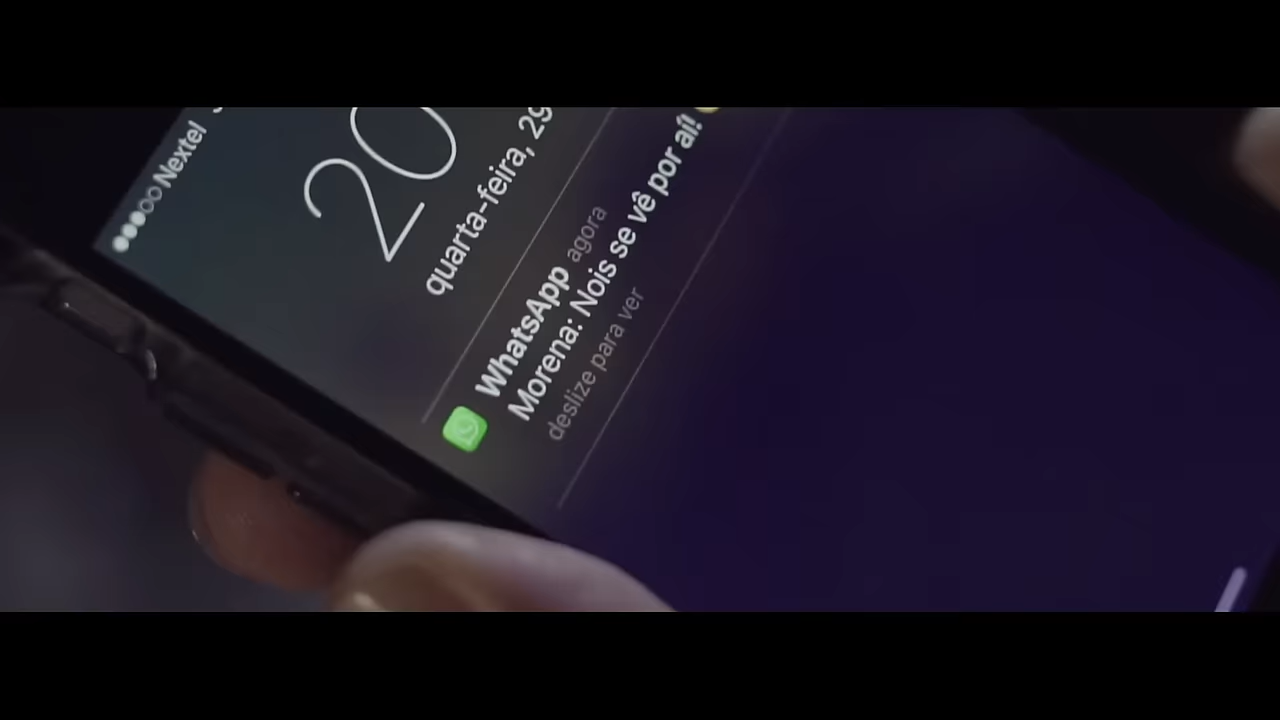 Nextel
20
quarta-feira, 29
WhatsApp agora
Morena: Nois se vê por aí!
deslize para ver